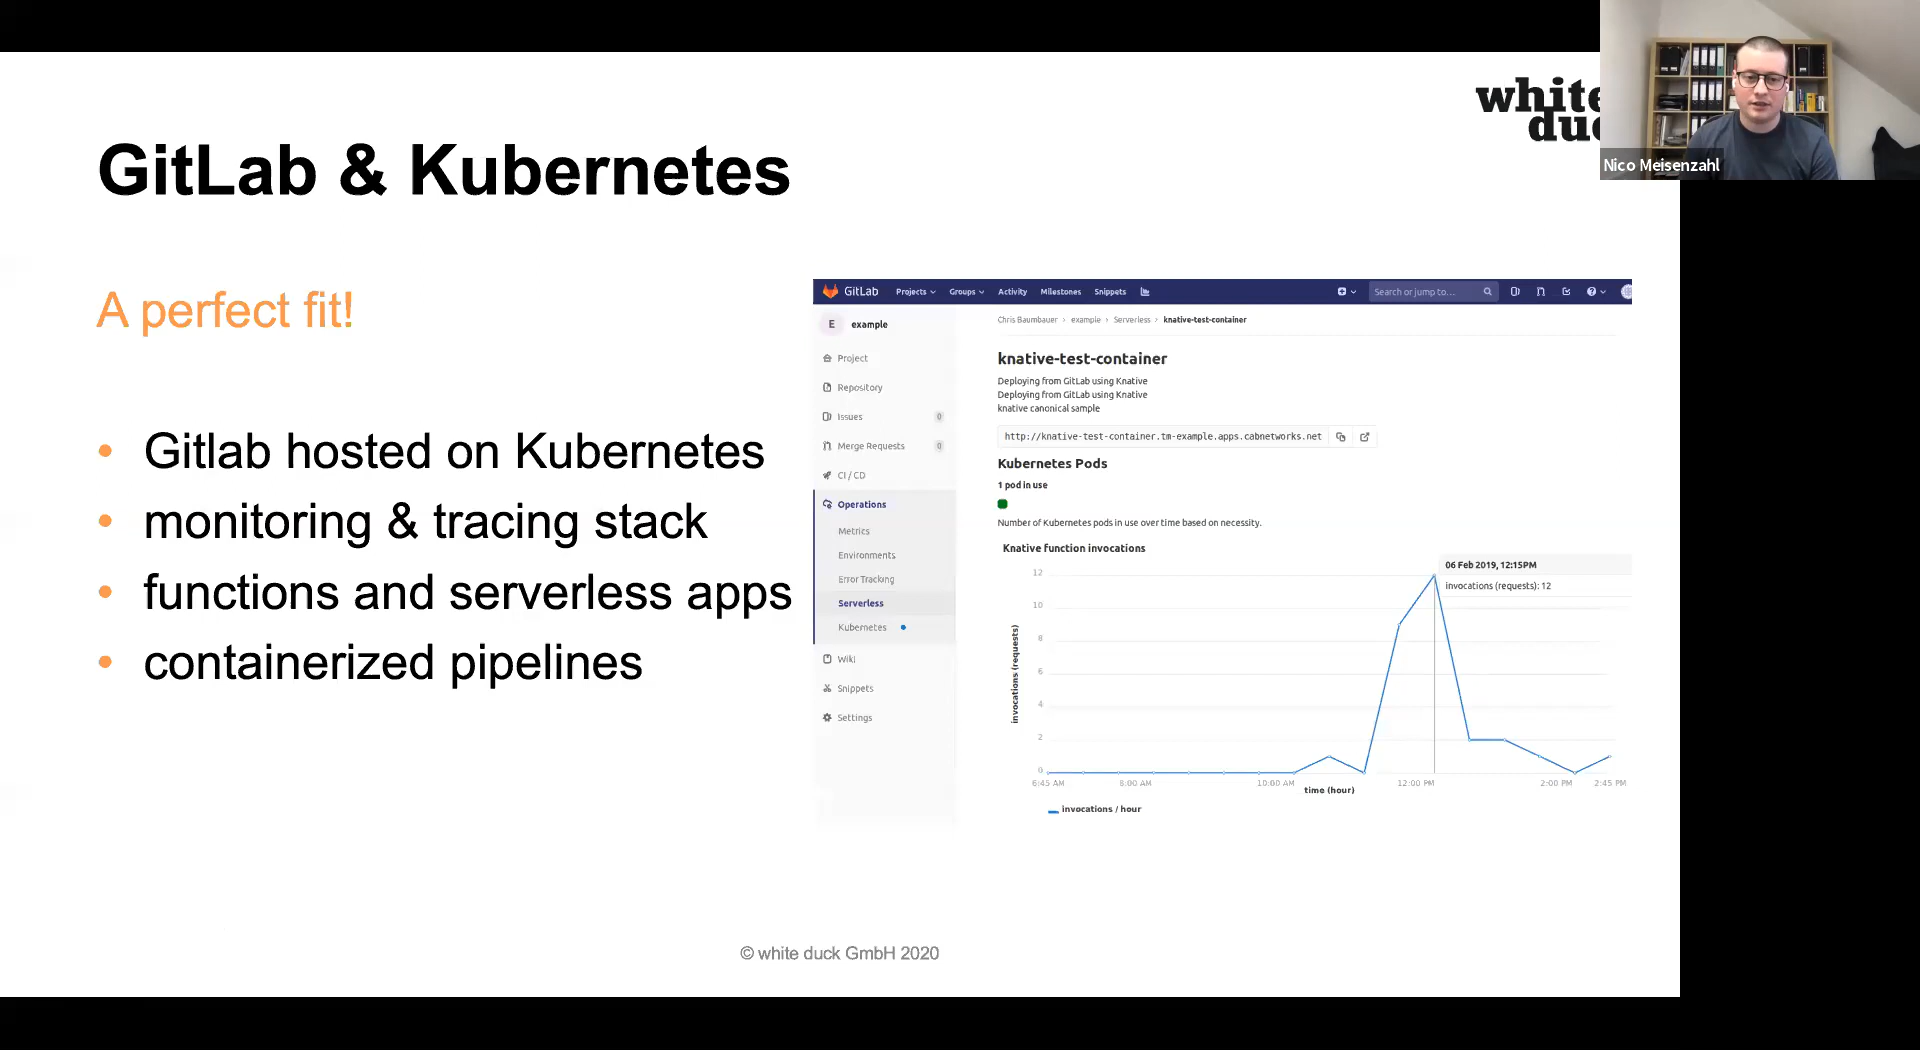 white
duc
Nico Meisenzahl
GitLab & Kubernetes
A perfect fit!
• Gitlab hosted on Kubernetes
• monitoring & tracing stack
• functions and serverless apps
• containerized pipelines
GitLab Projects Groups Activity Milestones Snippets Search or jump to...
E example
Project
Repository
Issues 0
Merge Requests 0
CI / CD
Operations
Metrics
Environments
Error Tracking
Serverless
Kubernetes
Wiki
Snippets
Settings
Chris Baumbauer > example > Serverless > knative-test-container
knative-test-container
Deploying from GitLab using Knative
Deploying from GitLab using Knative
knative canonical sample
http://knative-test-container.tm-example.apps.cabnetworks.net
Kubernetes Pods
1 pod in use
Number of Kubernetes pods in use over time based on necessity.
Knative function invocations
06 Feb 2019, 12:15PM
invocations (requests): 12
invocations (requests)
12
10
8
6
4
2
0
6:45 AM 8:00 AM 10:00 AM 12:00 PM 2:00 PM 2:45 PM
time (hour)
invocations / hour
© white duck GmbH 2020